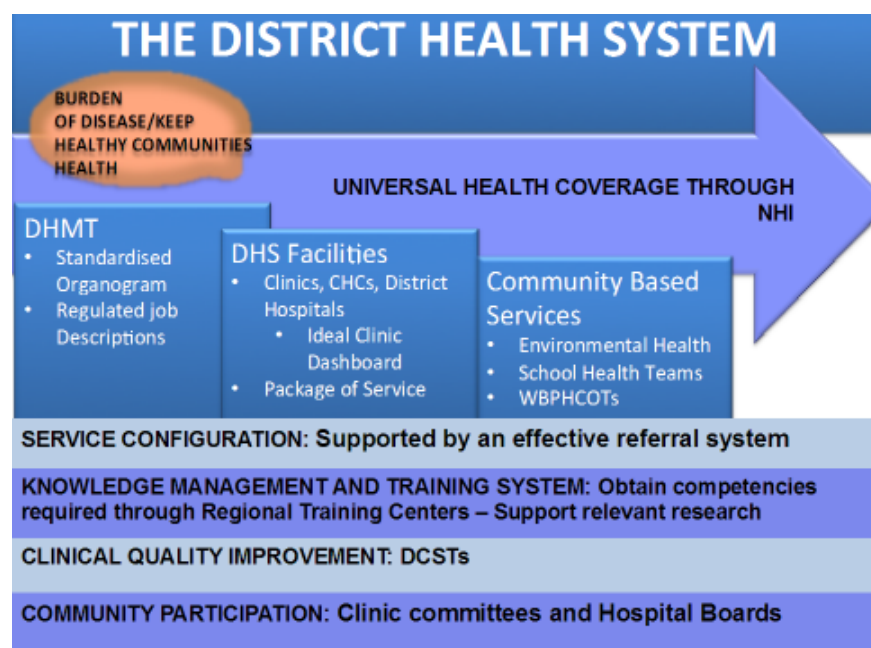 THE DISTRICT HEALTH SYSTEM
BURDEN
OF DISEASE/KEEP
HEALTHY COMMUNITIES
HEALTH
UNIVERSAL HEALTH COVERAGE THROUGH
NHI
DHMT
• Standardised
Organogram
• Regulated job
Descriptions
DHS Facilities
• Clinics, CHCs, District
Hospitals
• Ideal Clinic
Dashboard
• Package of Service
Community Based
Services
• Environmental Health
• School Health Teams
• WBPHCOTs
SERVICE CONFIGURATION: Supported by an effective referral system
KNOWLEDGE MANAGEMENT AND TRAINING SYSTEM: Obtain competencies
required through Regional Training Centers – Support relevant research
CLINICAL QUALITY IMPROVEMENT: DCSTs
COMMUNITY PARTICIPATION: Clinic committees and Hospital Boards